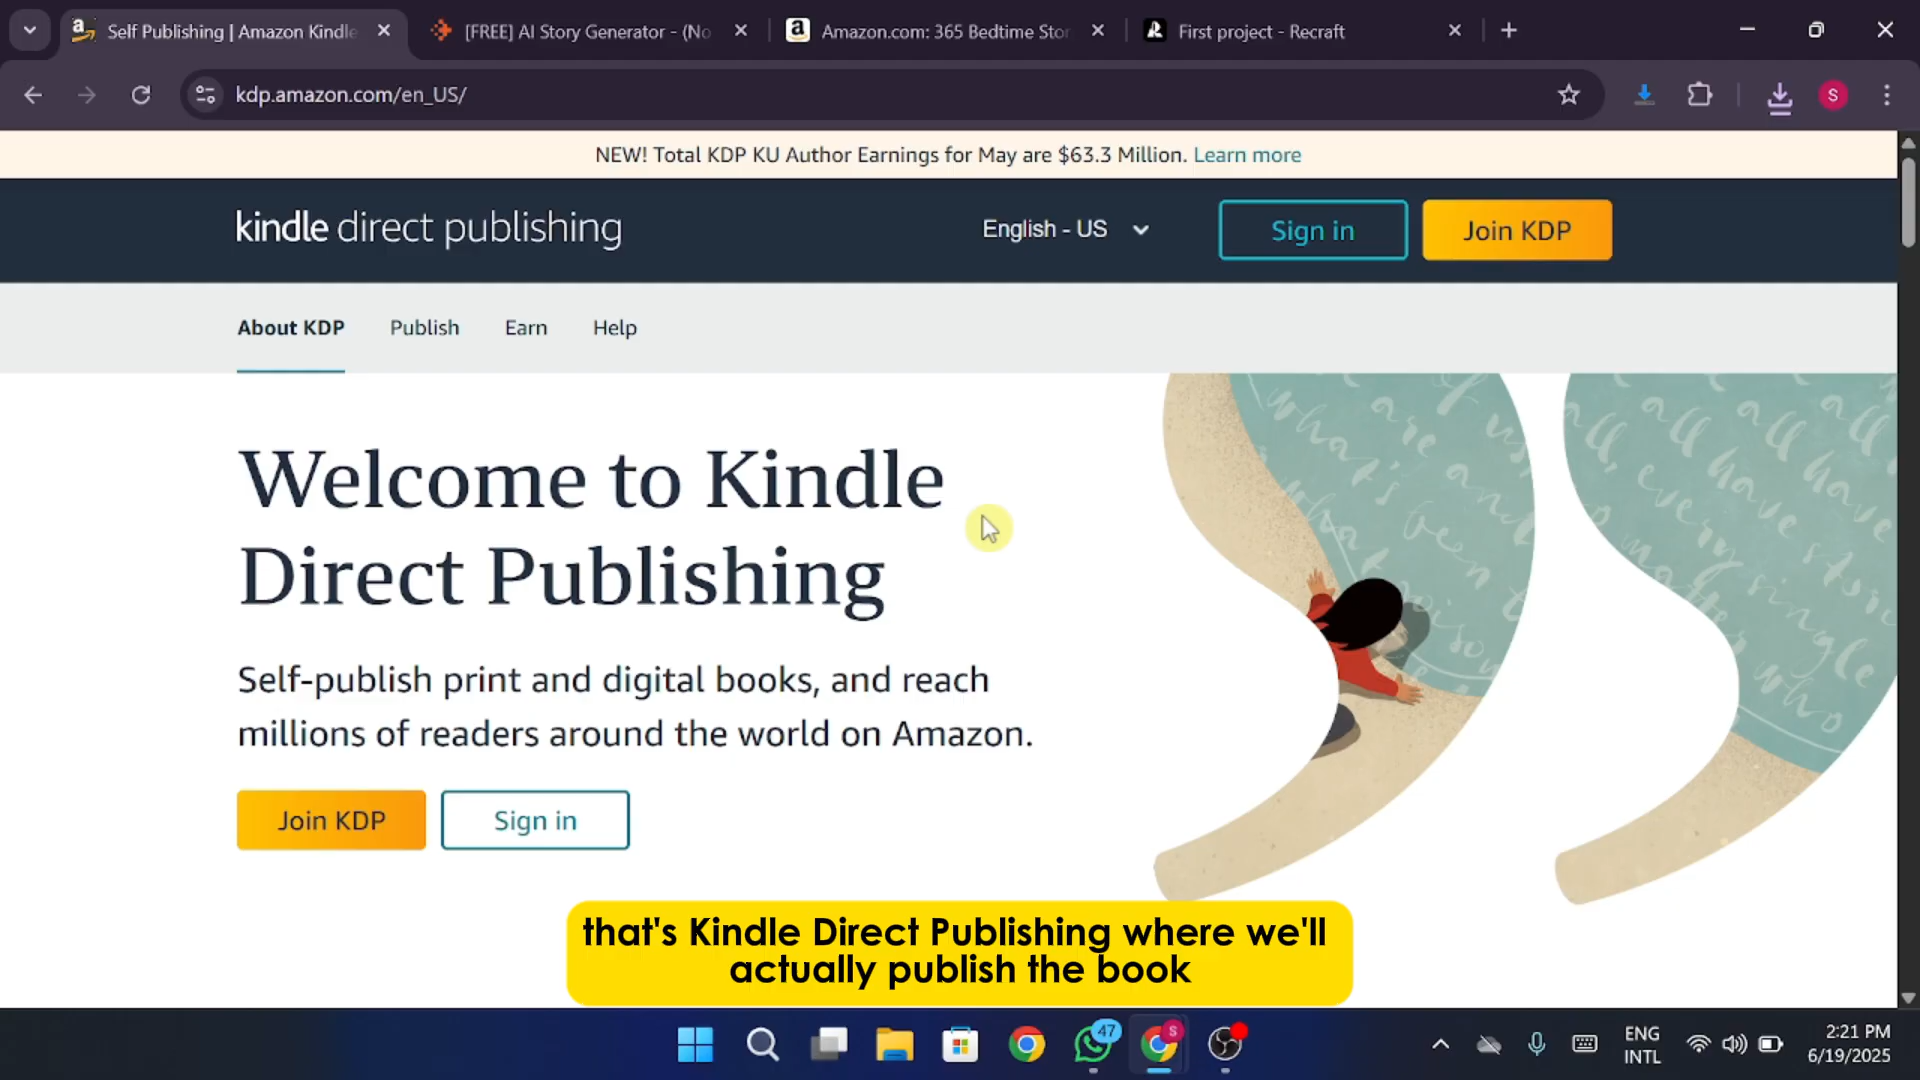 Self Publishing | Amazon Kindle
[FREE] AI Story Generator - (No
Amazon.com: 365 Bedtime Stor
First project - Recraft
kdp.amazon.com/en_US/
S
NEW! Total KDP KU Author Earnings for May are $63.3 Million. Learn more
kindle direct publishing
English - US
Sign in
Join KDP
About KDP
Publish
Earn
Help
Welcome to Kindle
Direct Publishing
Self-publish print and digital books, and reach
millions of readers around the world on Amazon.
Join KDP
Sign in
that's Kindle Direct Publishing where we'll
actually publish the book
47
S
ENG
INTL
2:21 PM
6/19/2025